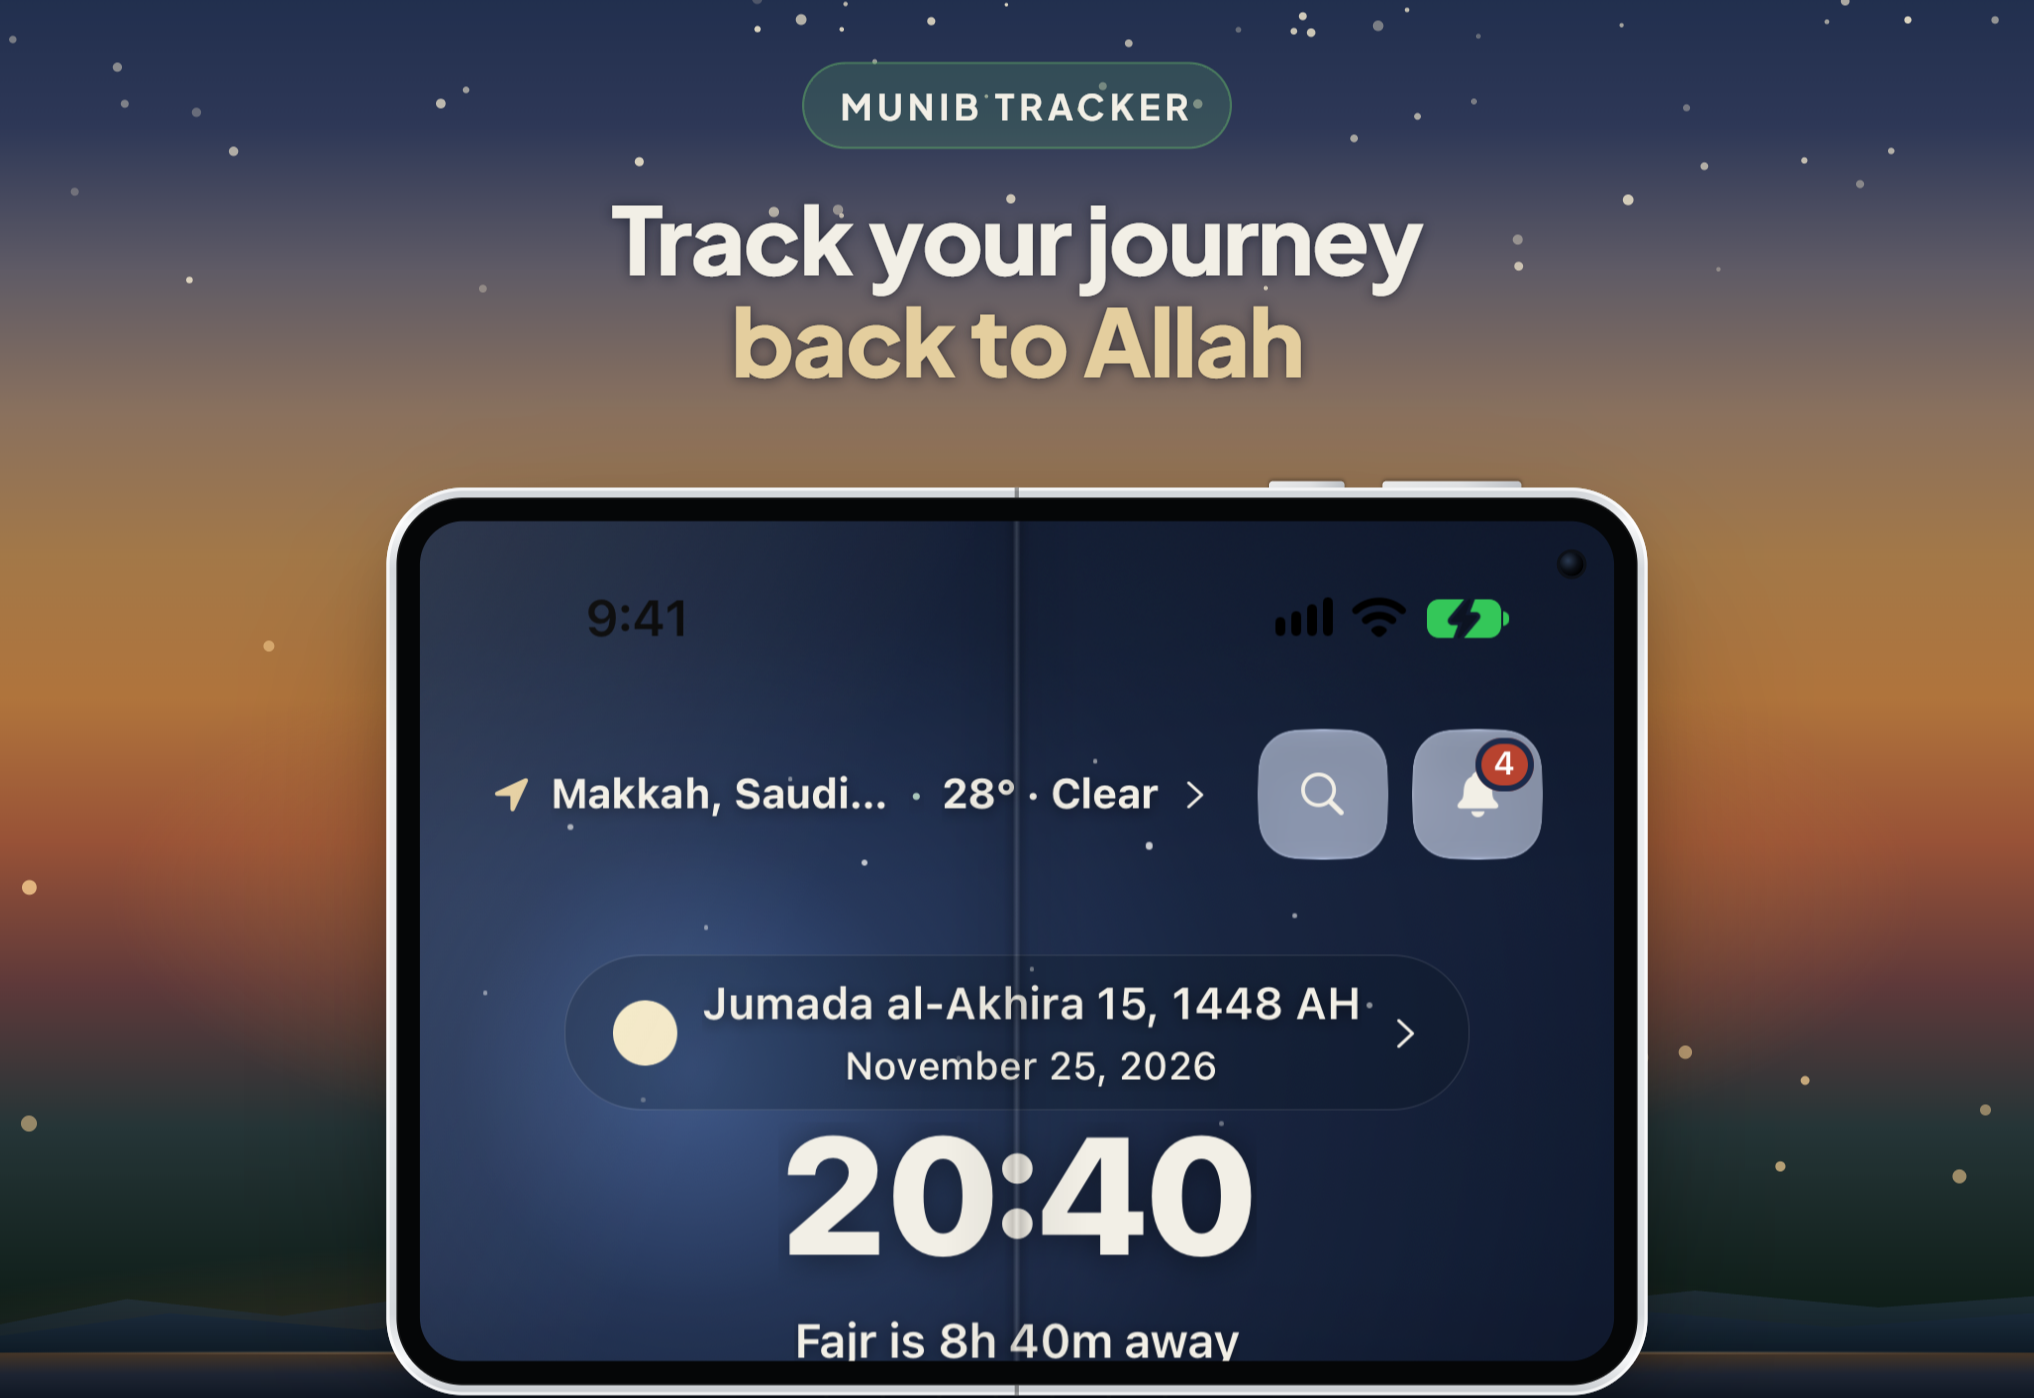 MUNIB TRACKER
Track your journey
back to Allah
9:41
Makkah, Saudi... · 28° · Clear
4
Jumada al-Akhira 15, 1448 AH
November 25, 2026
20:40
Fajr is 8h 40m away